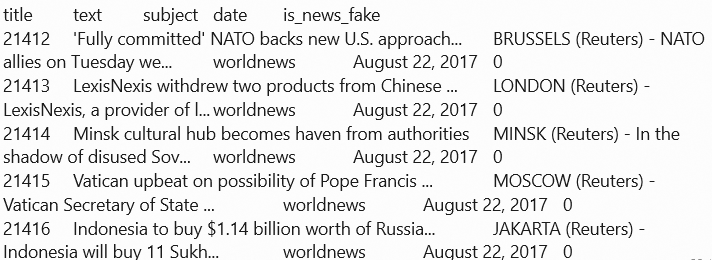 title text subject date is_news_fake
21412 'Fully committed' NATO backs new U.S. approach... BRUSSELS (Reuters) - NATO
allies on Tuesday we... worldnews August 22, 2017 0
21413 LexisNexis withdrew two products from Chinese ... LONDON (Reuters) -
LexisNexis, a provider of l... worldnews August 22, 2017 0
21414 Minsk cultural hub becomes haven from authorities MINSK (Reuters) - In the
shadow of disused Sov... worldnews August 22, 2017 0
21415 Vatican upbeat on possibility of Pope Francis ... MOSCOW (Reuters) -
Vatican Secretary of State ... worldnews August 22, 2017 0
21416 Indonesia to buy $1.14 billion worth of Russia... JAKARTA (Reuters) -
Indonesia will buy 11 Sukh... worldnews August 22, 2017 0